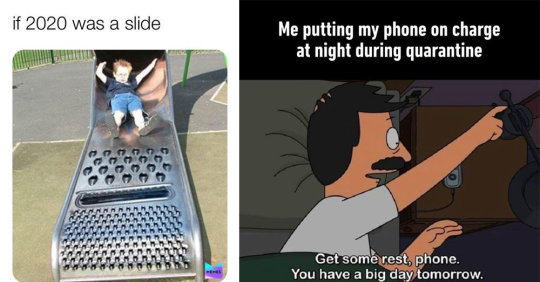 if 2020 was a slide
MEMES
Me putting my phone on charge
at night during quarantine
Get some rest, phone.
You have a big day tomorrow.